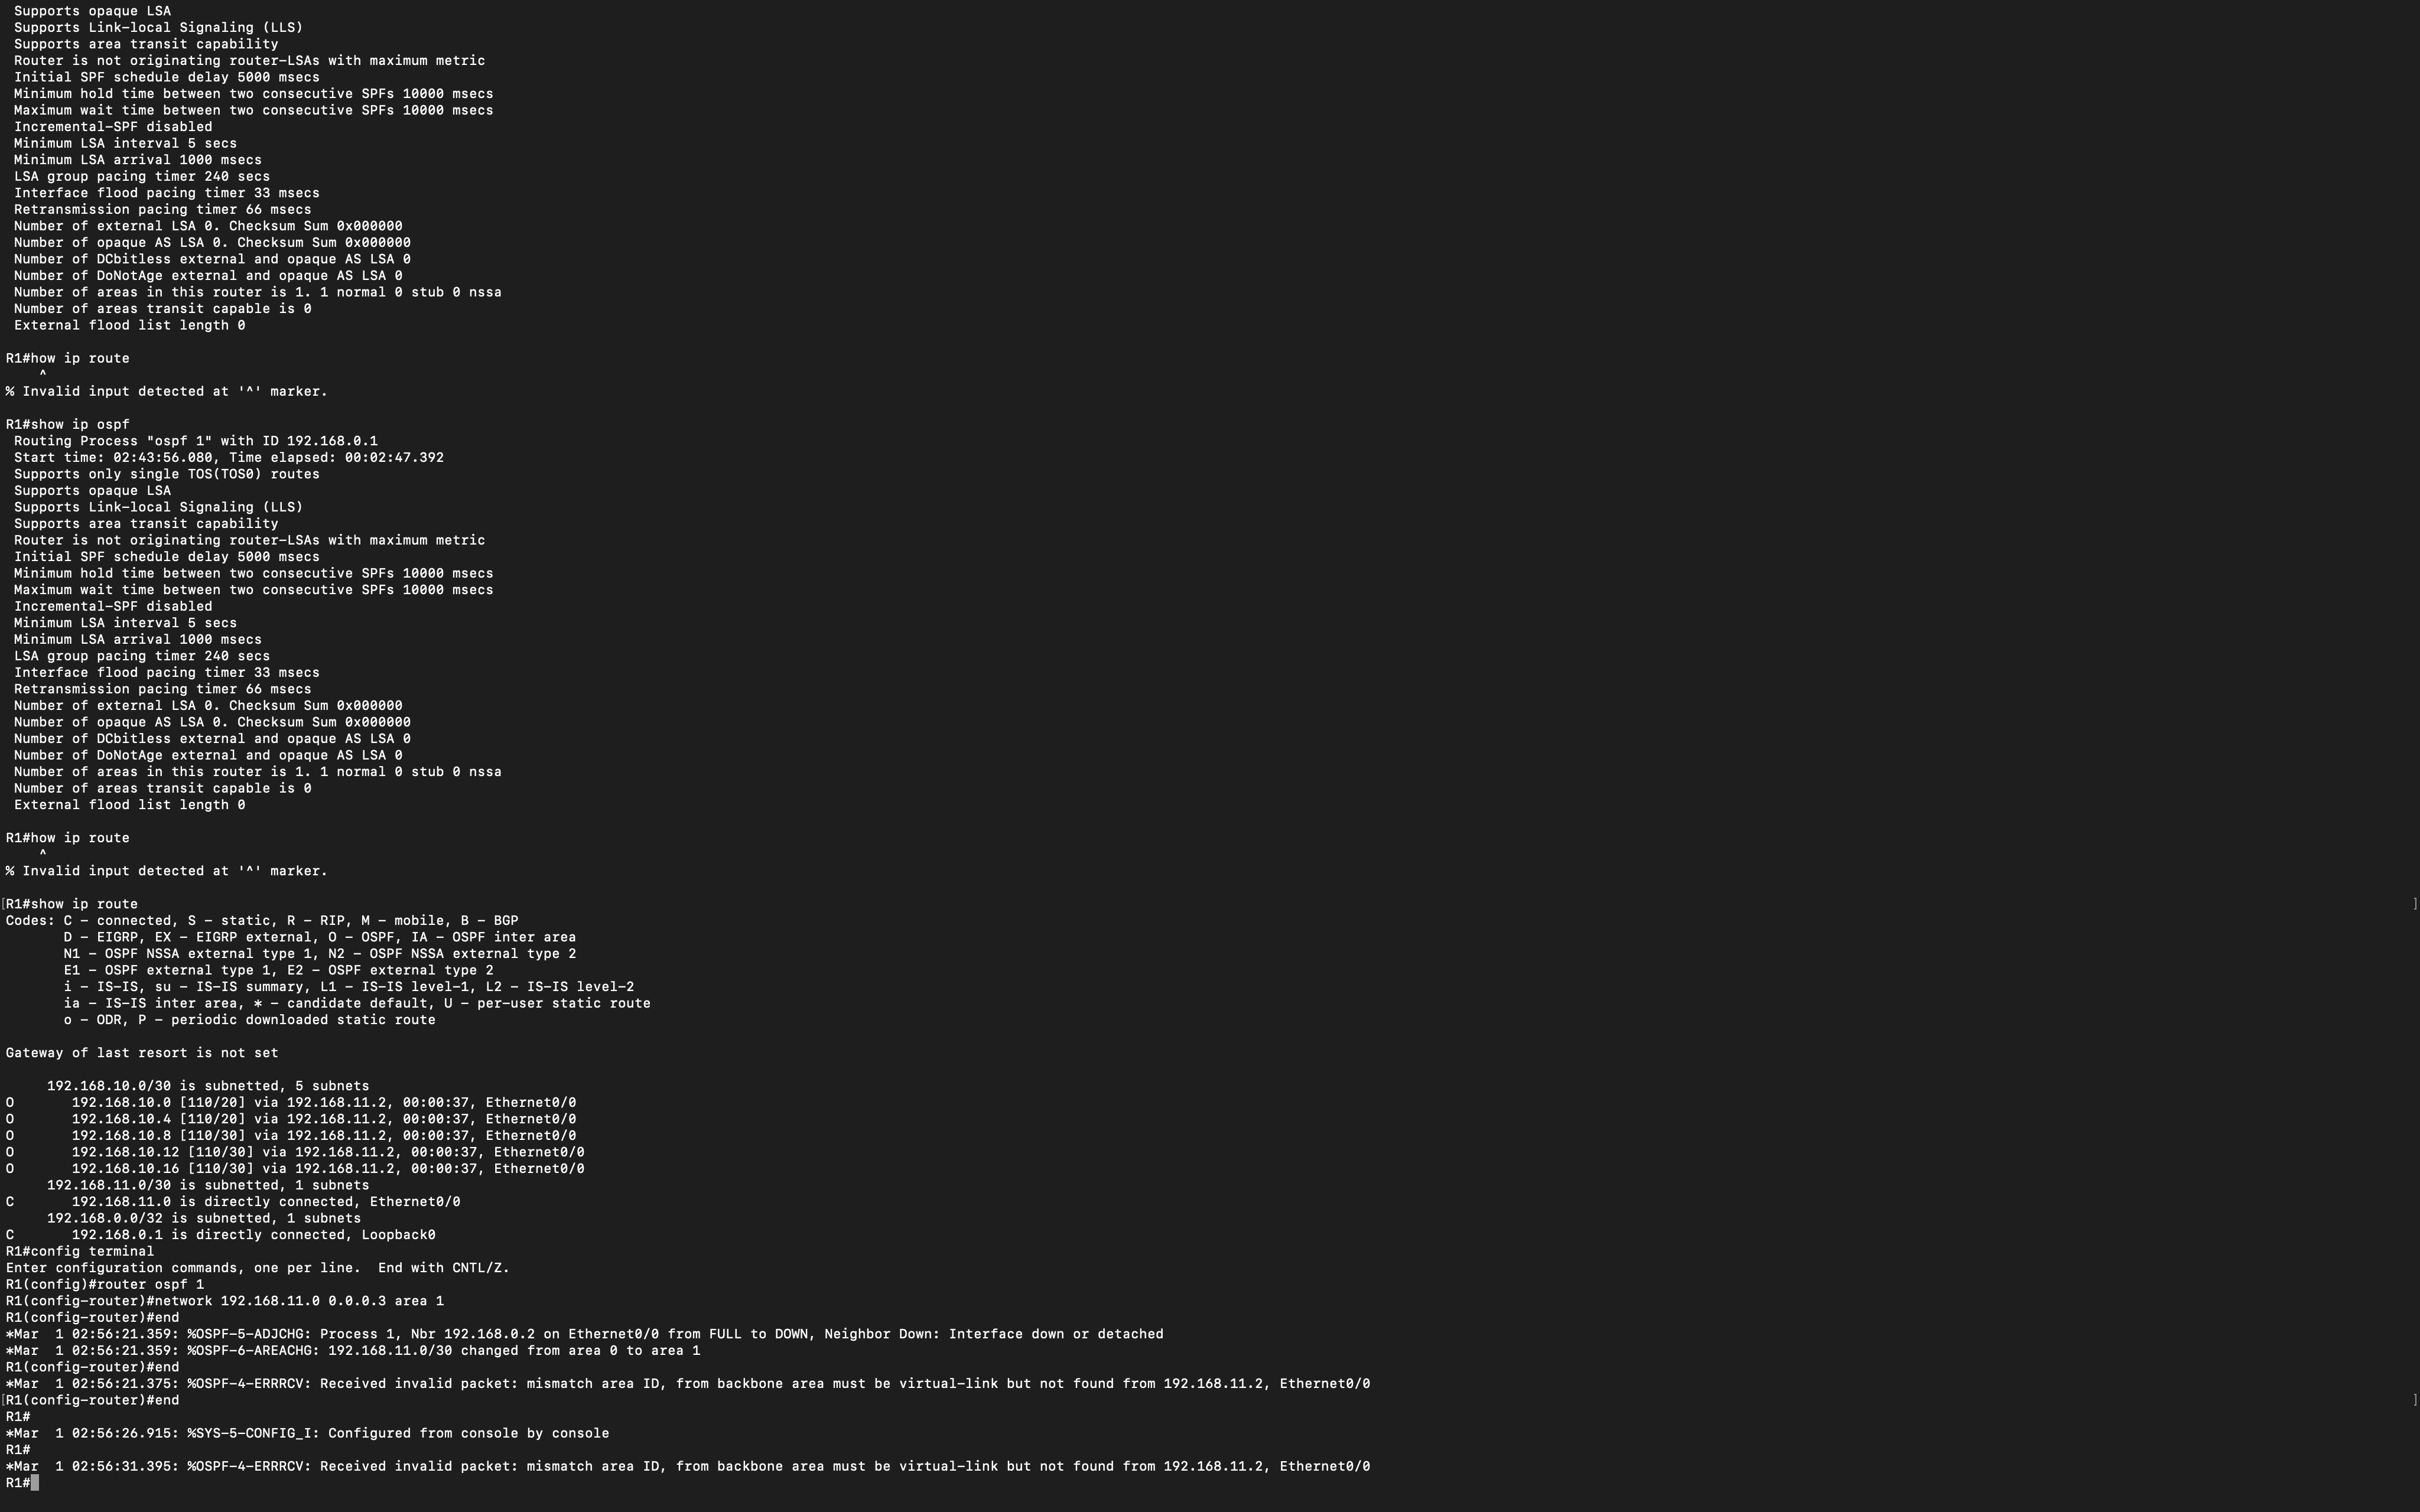 Supports opaque LSA
Supports Link-local Signaling (LLS)
Supports area transit capability
Router is not originating router-LSAs with maximum metric
Initial SPF schedule delay 5000 msecs
Minimum hold time between two consecutive SPFs 10000 msecs
Maximum wait time between two consecutive SPFs 10000 msecs
Incremental-SPF disabled
Minimum LSA interval 5 secs
Minimum LSA arrival 1000 msecs
LSA group pacing timer 240 secs
Interface flood pacing timer 33 msecs
Retransmission pacing timer 66 msecs
Number of external LSA 0. Checksum Sum 0x000000
Number of opaque AS LSA 0. Checksum Sum 0x000000
Number of DCbitless external and opaque AS LSA 0
Number of DoNotAge external and opaque AS LSA 0
Number of areas in this router is 1. 1 normal 0 stub 0 nssa
Number of areas transit capable is 0
External flood list length 0
R1#how ip route
^
% Invalid input detected at '^' marker.
R1#show ip ospf
Routing Process "ospf 1" with ID 192.168.0.1
Start time: 02:43:56.080, Time elapsed: 00:02:47.392
Supports only single TOS(TOS0) routes
Supports opaque LSA
Supports Link-local Signaling (LLS)
Supports area transit capability
Router is not originating router-LSAs with maximum metric
Initial SPF schedule delay 5000 msecs
Minimum hold time between two consecutive SPFs 10000 msecs
Maximum wait time between two consecutive SPFs 10000 msecs
Incremental-SPF disabled
Minimum LSA interval 5 secs
Minimum LSA arrival 1000 msecs
LSA group pacing timer 240 secs
Interface flood pacing timer 33 msecs
Retransmission pacing timer 66 msecs
Number of external LSA 0. Checksum Sum 0x000000
Number of opaque AS LSA 0. Checksum Sum 0x000000
Number of DCbitless external and opaque AS LSA 0
Number of DoNotAge external and opaque AS LSA 0
Number of areas in this router is 1. 1 normal 0 stub 0 nssa
Number of areas transit capable is 0
External flood list length 0
R1#how ip route
^
% Invalid input detected at '^' marker.
[R1#show ip route ]
Codes: C - connected, S - static, R - RIP, M - mobile, B - BGP
D - EIGRP, EX - EIGRP external, O - OSPF, IA - OSPF inter area
N1 - OSPF NSSA external type 1, N2 - OSPF NSSA external type 2
E1 - OSPF external type 1, E2 - OSPF external type 2
i - IS-IS, su - IS-IS summary, L1 - IS-IS level-1, L2 - IS-IS level-2
ia - IS-IS inter area, * - candidate default, U - per-user static route
o - ODR, P - periodic downloaded static route
Gateway of last resort is not set
192.168.10.0/30 is subnetted, 5 subnets
O 192.168.10.0 [110/20] via 192.168.11.2, 00:00:37, Ethernet0/0
O 192.168.10.4 [110/20] via 192.168.11.2, 00:00:37, Ethernet0/0
O 192.168.10.8 [110/30] via 192.168.11.2, 00:00:37, Ethernet0/0
O 192.168.10.12 [110/30] via 192.168.11.2, 00:00:37, Ethernet0/0
O 192.168.10.16 [110/30] via 192.168.11.2, 00:00:37, Ethernet0/0
192.168.11.0/30 is subnetted, 1 subnets
C 192.168.11.0 is directly connected, Ethernet0/0
192.168.0.0/32 is subnetted, 1 subnets
C 192.168.0.1 is directly connected, Loopback0
R1#config terminal
Enter configuration commands, one per line. End with CNTL/Z.
R1(config)#router ospf 1
R1(config-router)#network 192.168.11.0 0.0.0.3 area 1
R1(config-router)#end
*Mar 1 02:56:21.359: %OSPF-5-ADJCHG: Process 1, Nbr 192.168.0.2 on Ethernet0/0 from FULL to DOWN, Neighbor Down: Interface down or detached
*Mar 1 02:56:21.359: %OSPF-6-AREACHG: 192.168.11.0/30 changed from area 0 to area 1
R1(config-router)#end
*Mar 1 02:56:21.375: %OSPF-4-ERRRCV: Received invalid packet: mismatch area ID, from backbone area must be virtual-link but not found from 192.168.11.2, Ethernet0/0
[R1(config-router)#end ]
R1#
*Mar 1 02:56:26.915: %SYS-5-CONFIG_I: Configured from console by console
R1#
*Mar 1 02:56:31.395: %OSPF-4-ERRRCV: Received invalid packet: mismatch area ID, from backbone area must be virtual-link but not found from 192.168.11.2, Ethernet0/0
R1#